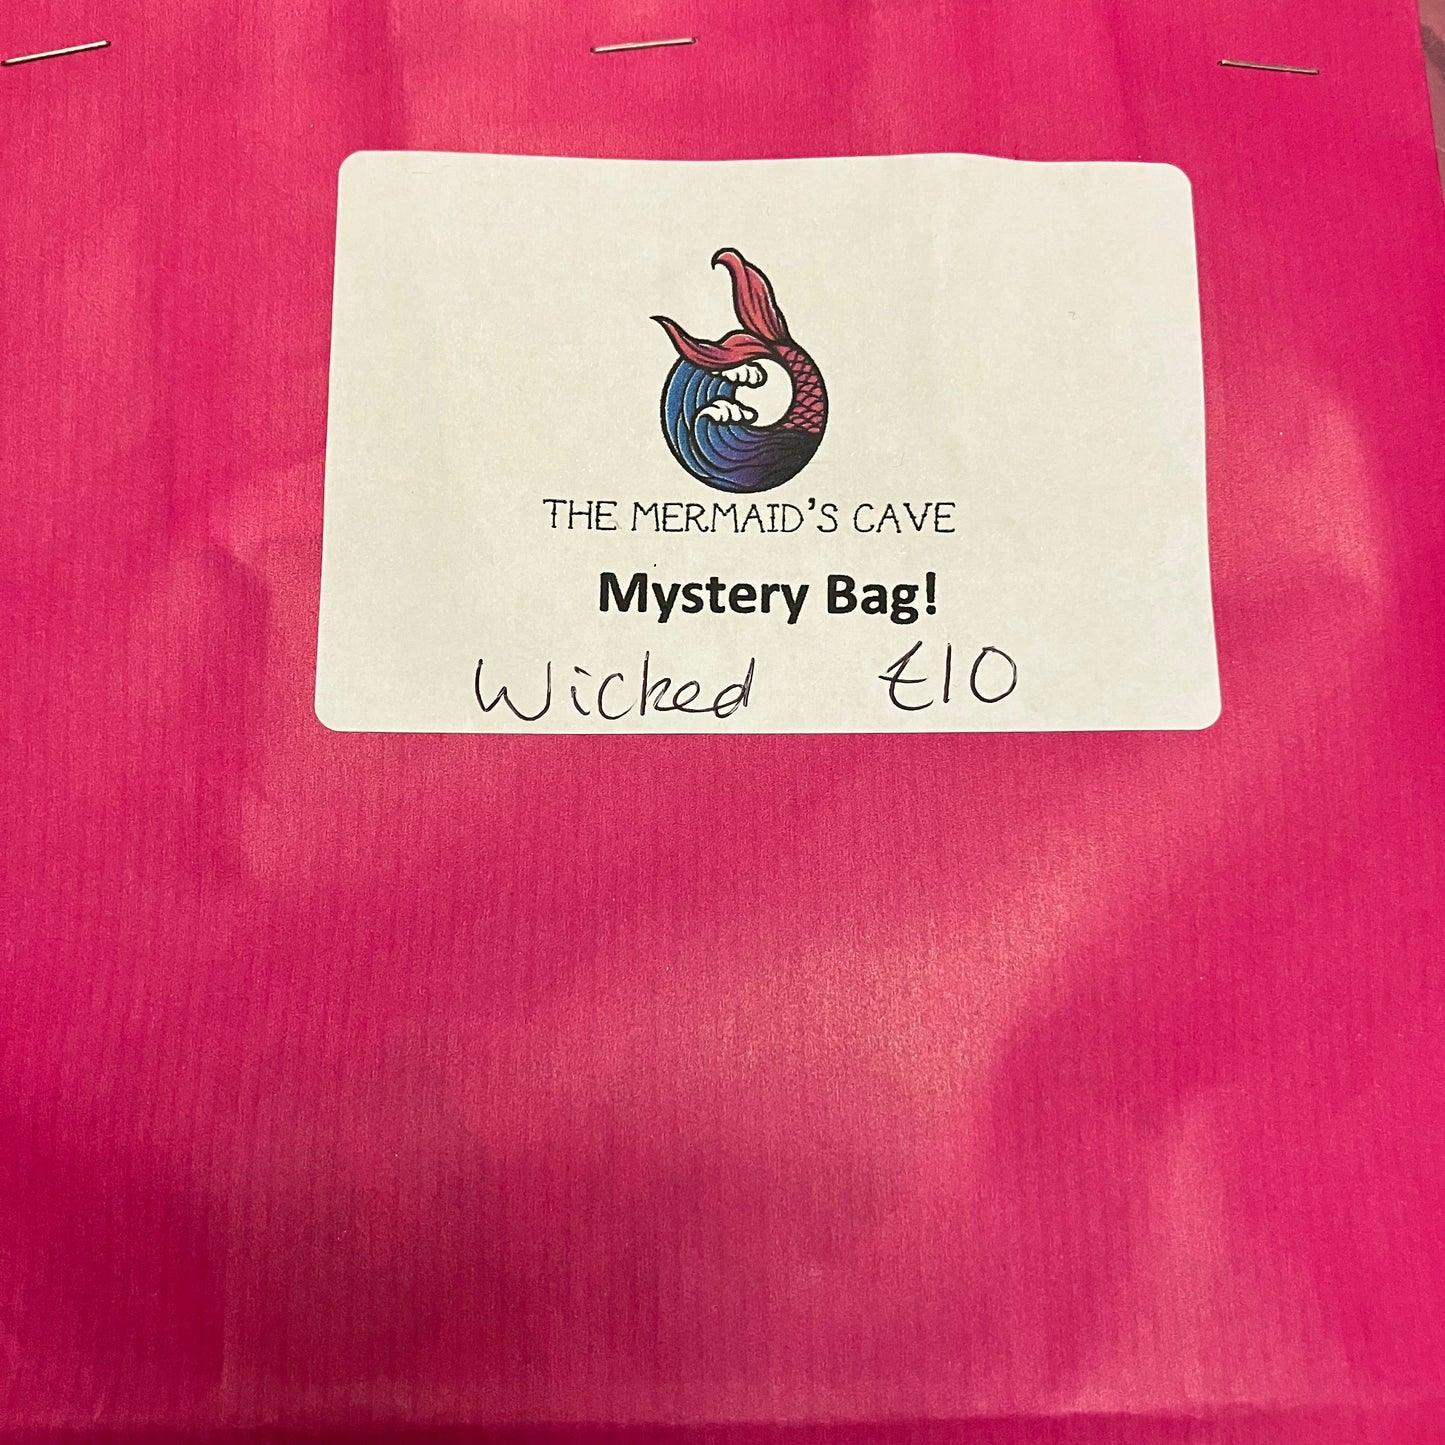 THE MERMAID'S CAVE
Mystery Bag!
Wicked £10